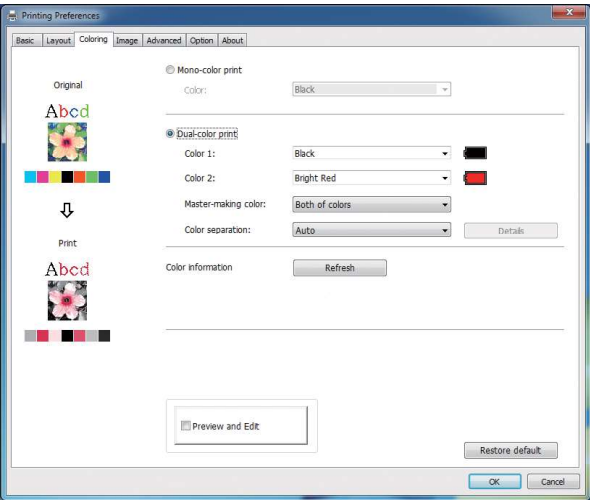 Printing Preferences
Basic Layout Coloring Image Advanced Option About
Original
Abcd
Print
Abcd
Mono-color print
Color: Black
Dual-color print
Color 1: Black
Color 2: Bright Red
Master-making color: Both of colors
Color separation: Auto Details
Color information Refresh
Preview and Edit
Restore default
OK Cancel